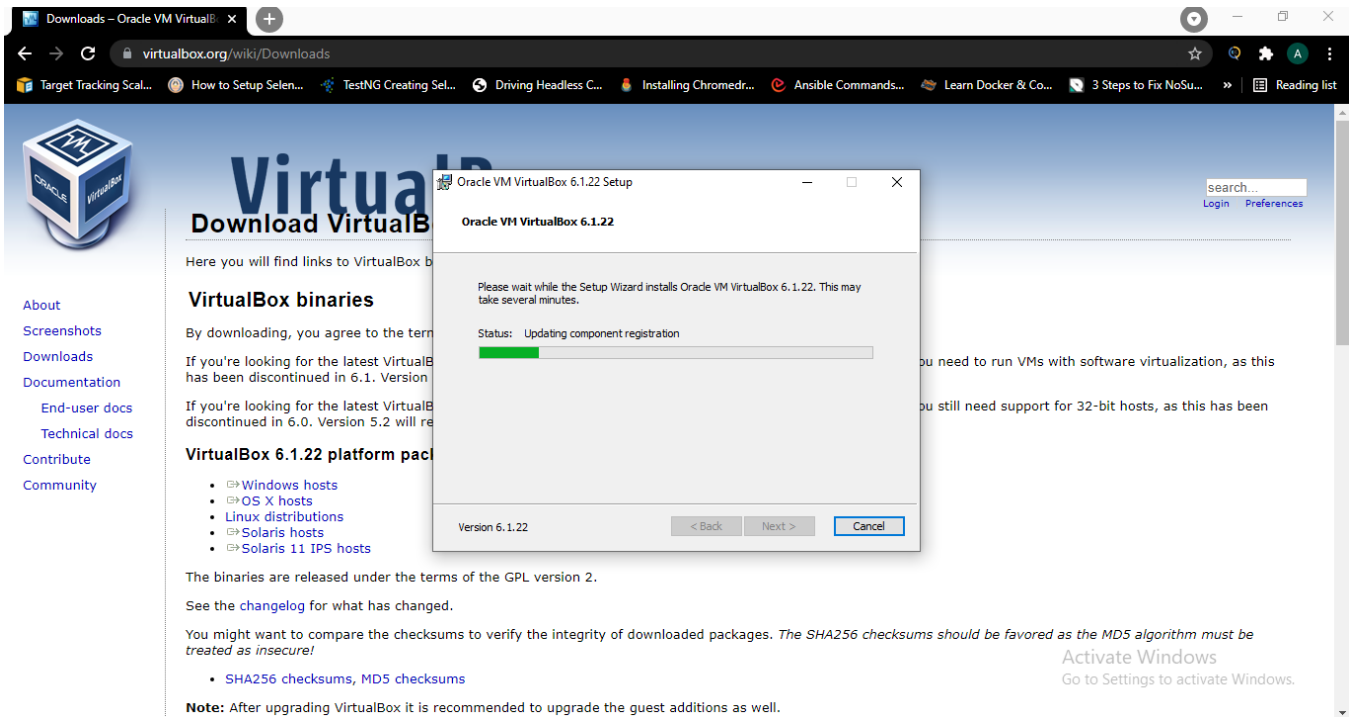 Downloads – Oracle VM VirtualB
virtualbox.org/wiki/Downloads
A
Target Tracking Scal... How to Setup Selen... TestNG Creating Sel... Driving Headless C... Installing Chromedr... Ansible Commands... Learn Docker & Co... 3 Steps to Fix NoSu... » Reading list
ORACLE VirtualBox
Virtual
search...
Login Preferences
Download VirtualB
Here you will find links to VirtualBox b
About
Screenshots
Downloads
Documentation
End-user docs
Technical docs
Contribute
Community
VirtualBox binaries
By downloading, you agree to the term
If you're looking for the latest VirtualB
ou need to run VMs with software virtualization, as this
has been discontinued in 6.1. Version
If you're looking for the latest VirtualB
ou still need support for 32-bit hosts, as this has been
discontinued in 6.0. Version 5.2 will re
VirtualBox 6.1.22 platform pack
• Windows hosts
• OS X hosts
• Linux distributions
• Solaris hosts
• Solaris 11 IPS hosts
The binaries are released under the terms of the GPL version 2.
See the changelog for what has changed.
You might want to compare the checksums to verify the integrity of downloaded packages. The SHA256 checksums should be favored as the MD5 algorithm must be
treated as insecure!
• SHA256 checksums, MD5 checksums
Note: After upgrading VirtualBox it is recommended to upgrade the guest additions as well.
Oracle VM VirtualBox 6.1.22 Setup
Oracle VM VirtualBox 6.1.22
Please wait while the Setup Wizard installs Oracle VM VirtualBox 6.1.22. This may
take several minutes.
Status: Updating component registration
Version 6.1.22
< Back Next > Cancel
Activate Windows
Go to Settings to activate Windows.